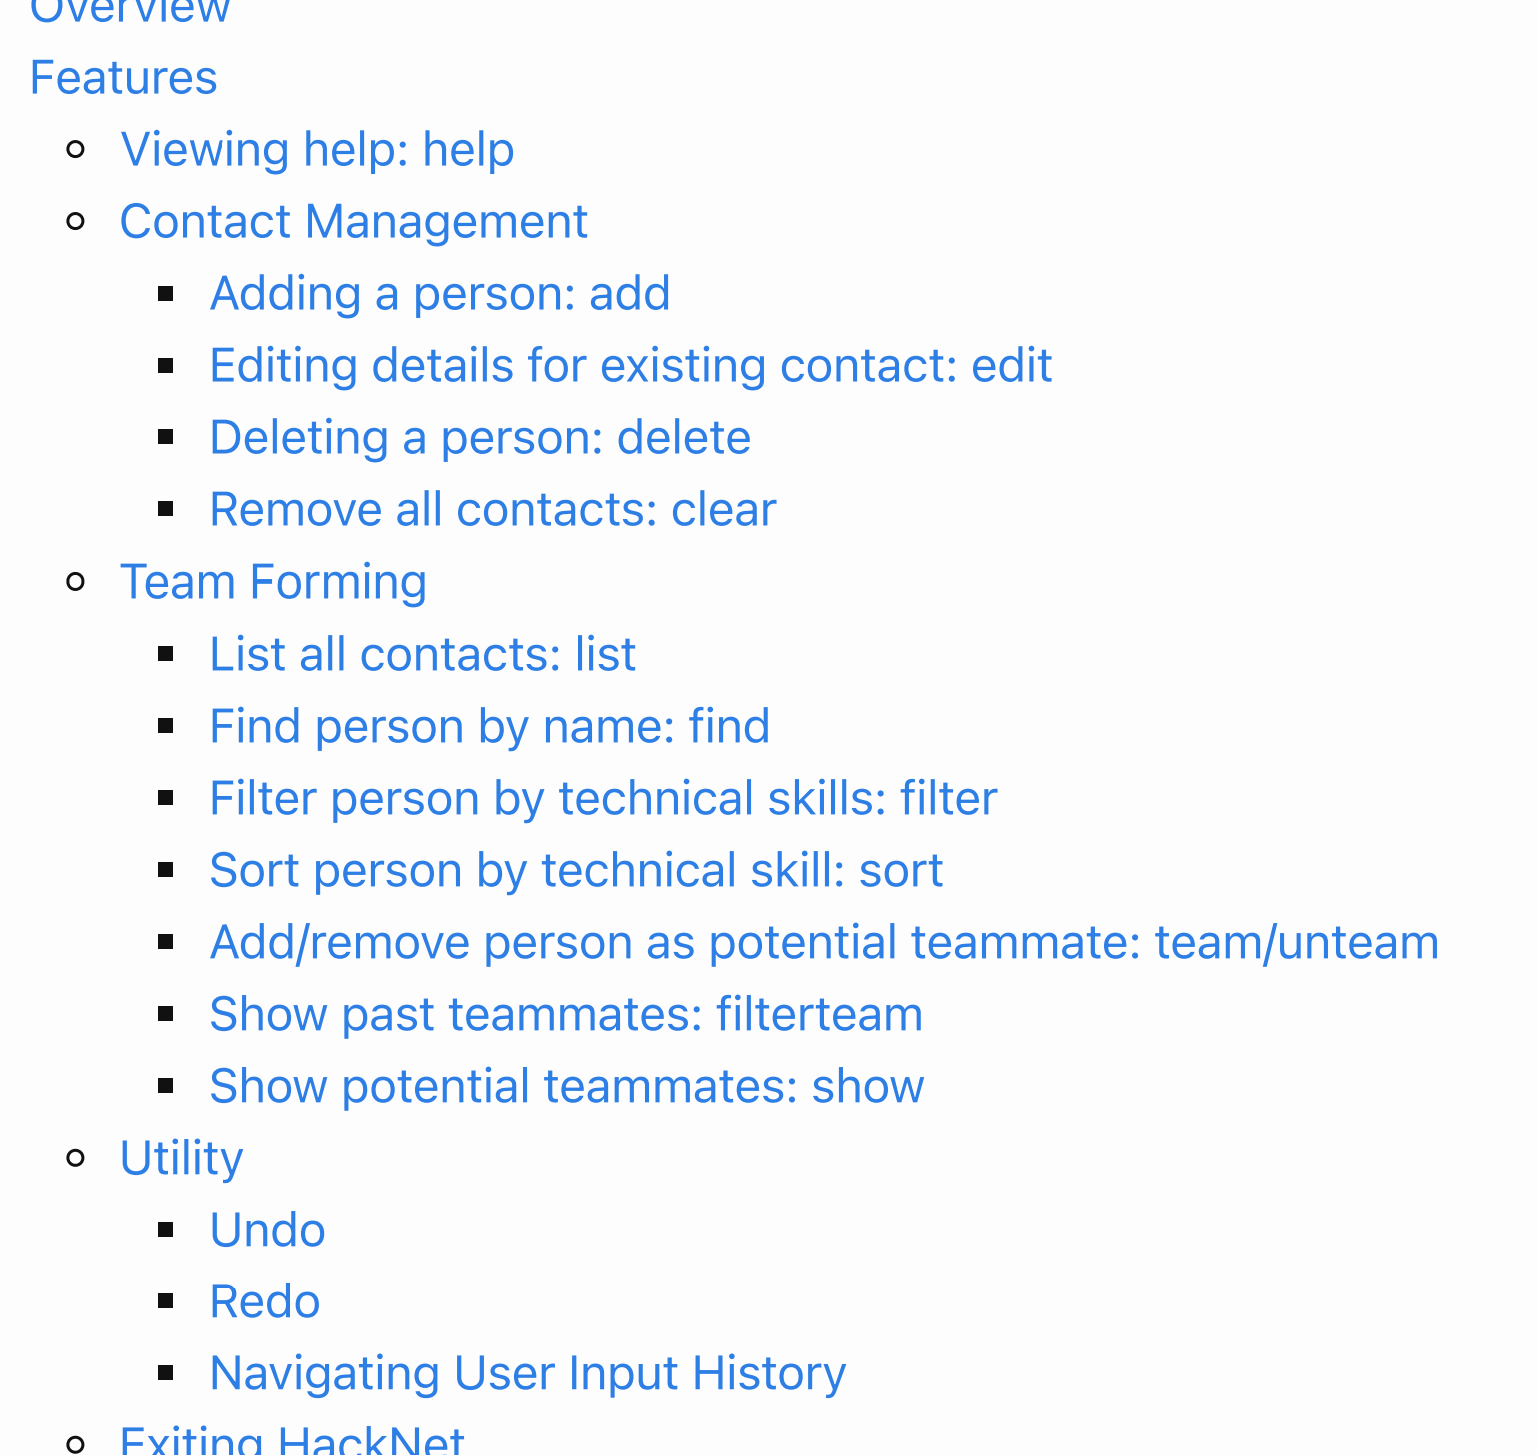 Overview
Features
Viewing help: help
Contact Management
Adding a person: add
Editing details for existing contact: edit
Deleting a person: delete
Remove all contacts: clear
Team Forming
List all contacts: list
Find person by name: find
Filter person by technical skills: filter
Sort person by technical skill: sort
Add/remove person as potential teammate: team/unteam
Show past teammates: filterteam
Show potential teammates: show
Utility
Undo
Redo
Navigating User Input History
Exiting HackNet